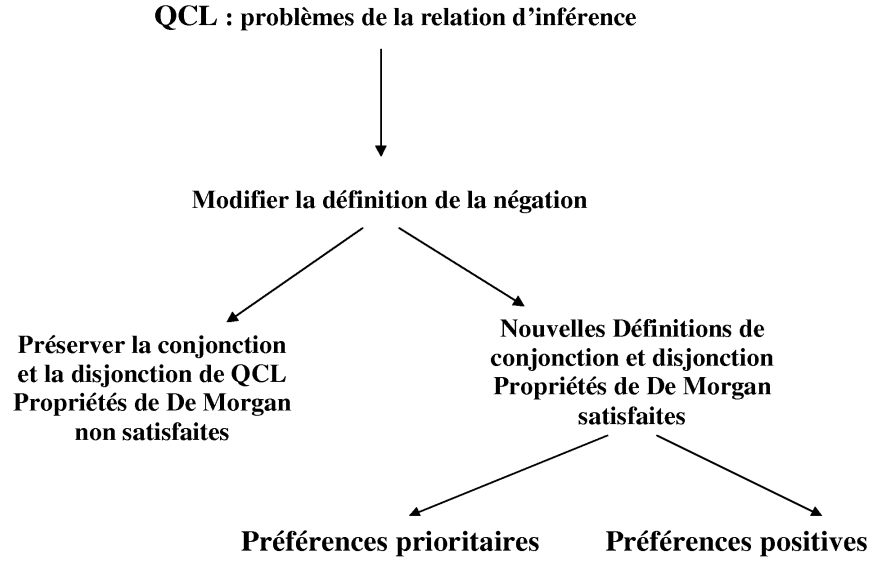 QCL : problèmes de la relation d'inférence
Modifier la définition de la négation
Préserver la conjonction
et la disjonction de QCL
Propriétés de De Morgan
non satisfaites
Nouvelles Définitions de
conjonction et disjonction
Propriétés de De Morgan
satisfaites
Préférences prioritaires
Préférences positives